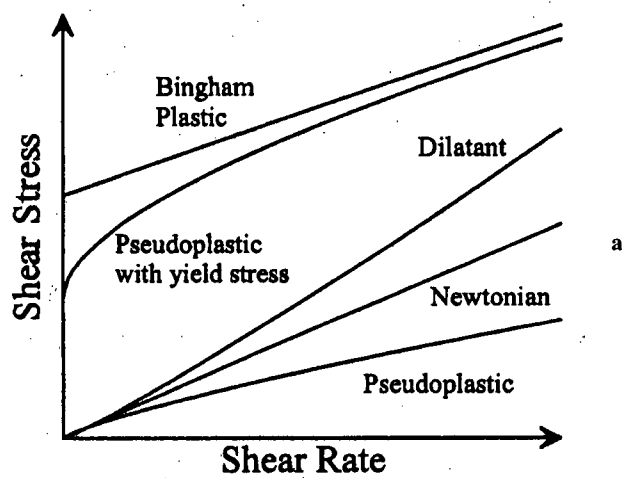 Bingham
Plastic
Dilatant
Pseudoplastic
with yield stress
Newtonian
Pseudoplastic
Shear Stress
Shear Rate
a